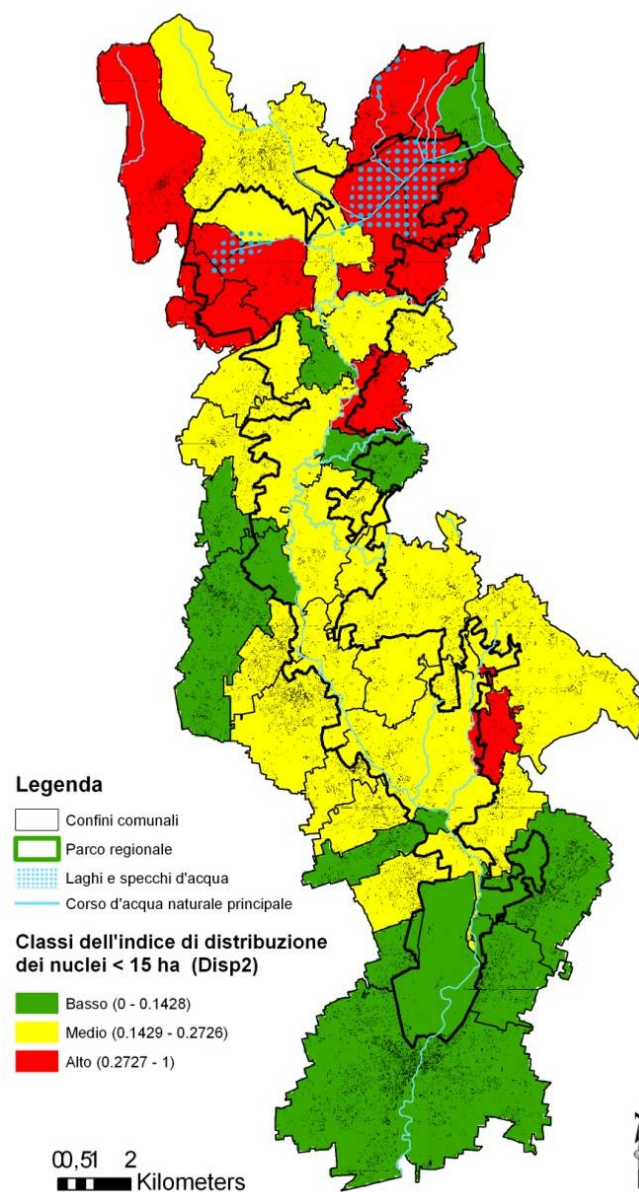 Legenda
Confini comunali
Parco regionale
Laghi e specchi d'acqua
Corso d'acqua naturale principale
Classi dell'indice di distribuzione
dei nuclei < 15 ha (Disp2)
Basso (0 - 0.1428)
Medio (0.1429 - 0.2726)
Alto (0.2727 - 1)
00,51 2
Kilometers